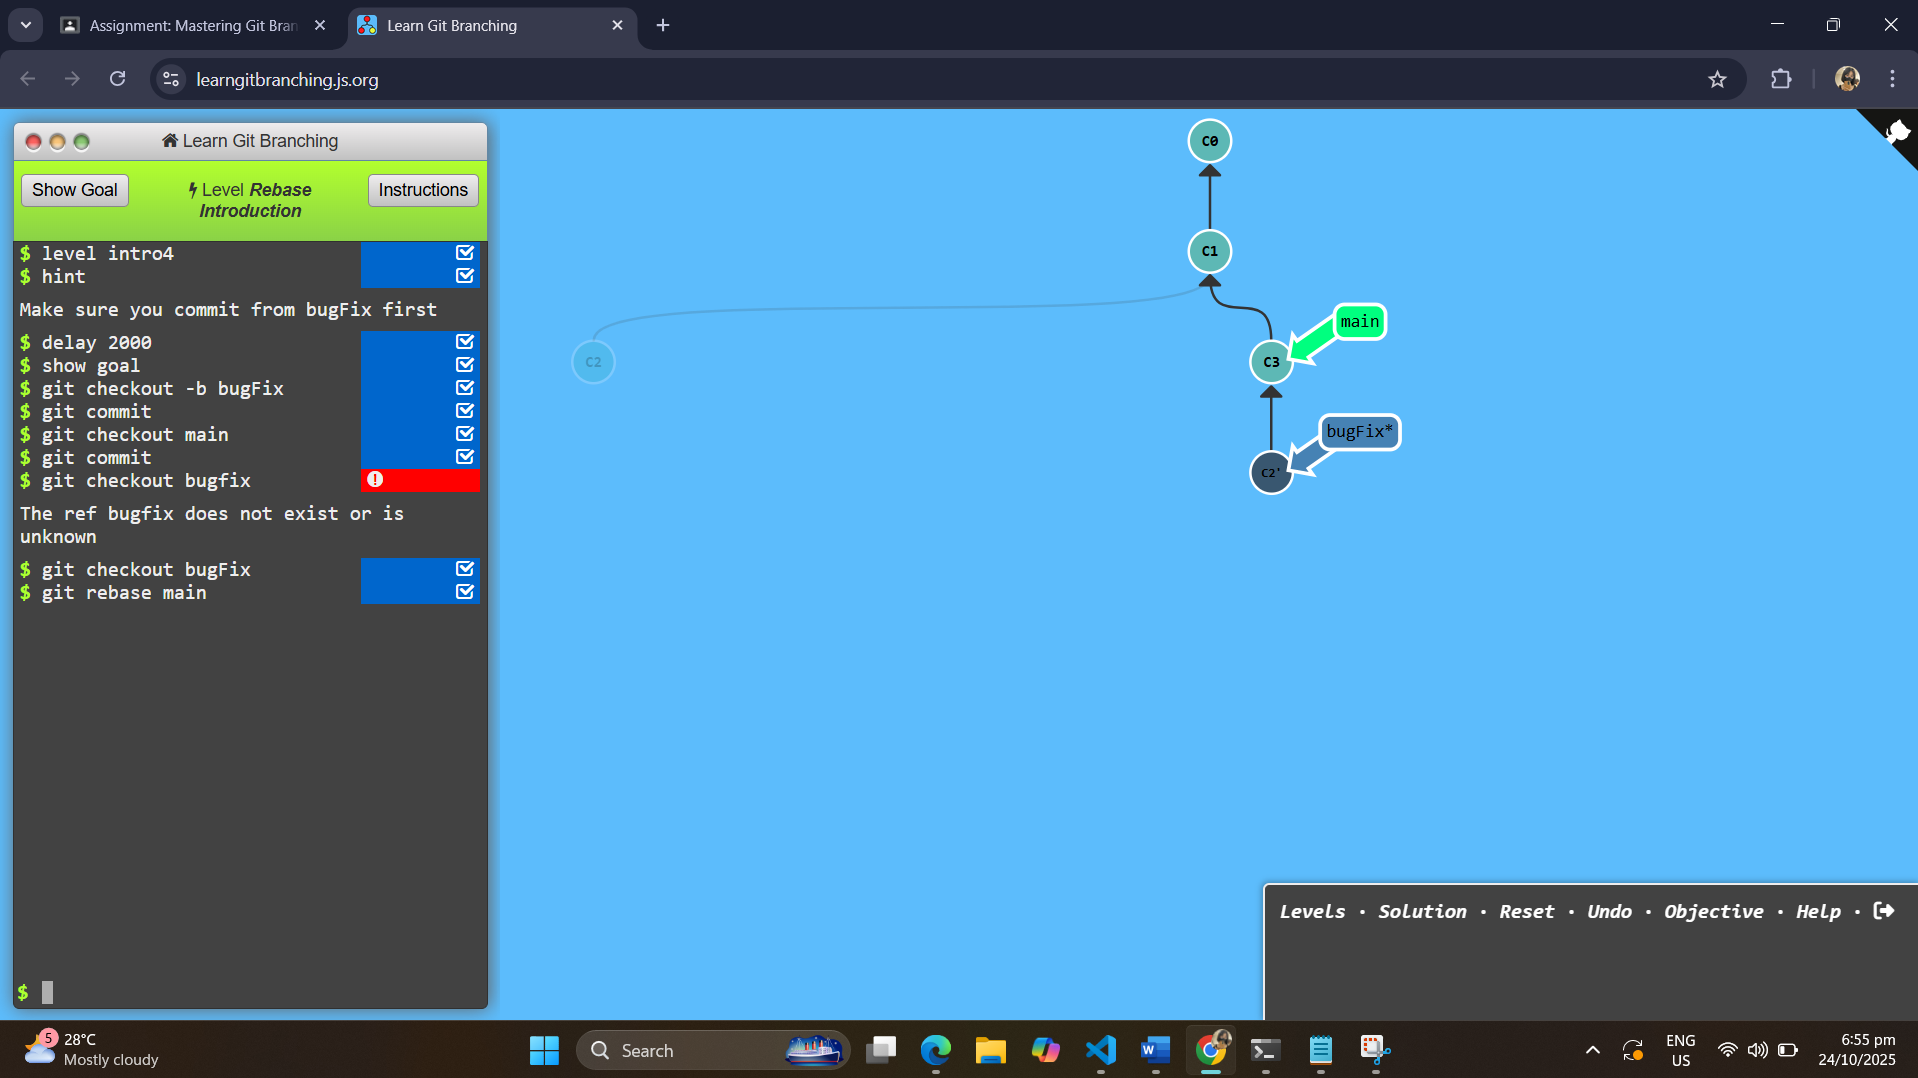 Assignment: Mastering Git Bran
Learn Git Branching
learngitbranching.js.org
Learn Git Branching
Show Goal
Level Rebase
Introduction
Instructions
$ level intro4
$ hint
Make sure you commit from bugFix first
$ delay 2000
$ show goal
$ git checkout -b bugFix
$ git commit
$ git checkout main
$ git commit
$ git checkout bugfix
The ref bugfix does not exist or is
unknown
$ git checkout bugFix
$ git rebase main
$
C0
C1
C2
C3
main
C2'
bugFix*
Levels · Solution · Reset · Undo · Objective · Help ·
5
28°C
Mostly cloudy
Search
ENG
US
6:55 pm
24/10/2025